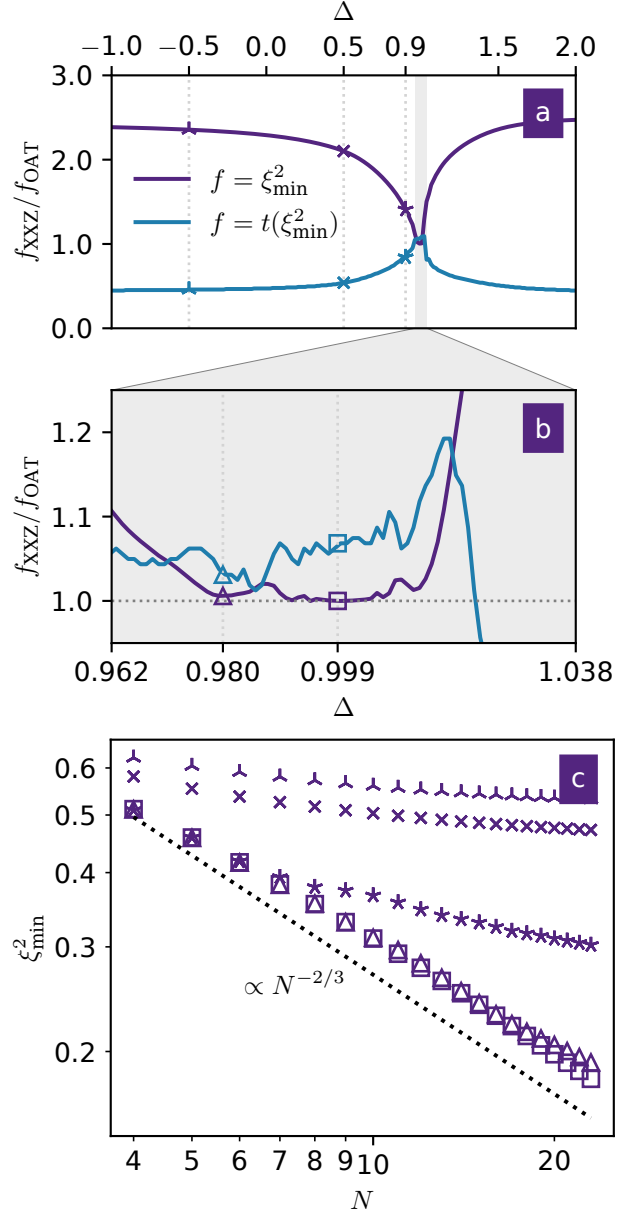 Δ
−1.0 −0.5 0.0 0.5 0.9 1.5 2.0
3.0
2.0
1.0
0.0
f_XXZ/f_OAT
a
f = ξ²_min
f = t(ξ²_min)
b
1.2
1.1
1.0
f_XXZ/f_OAT
0.962 0.980 0.999 1.038
Δ
c
0.6
0.5
0.4
0.3
0.2
ξ²_min
∝ N^{−2/3}
4 5 6 7 8 9 10 20
N